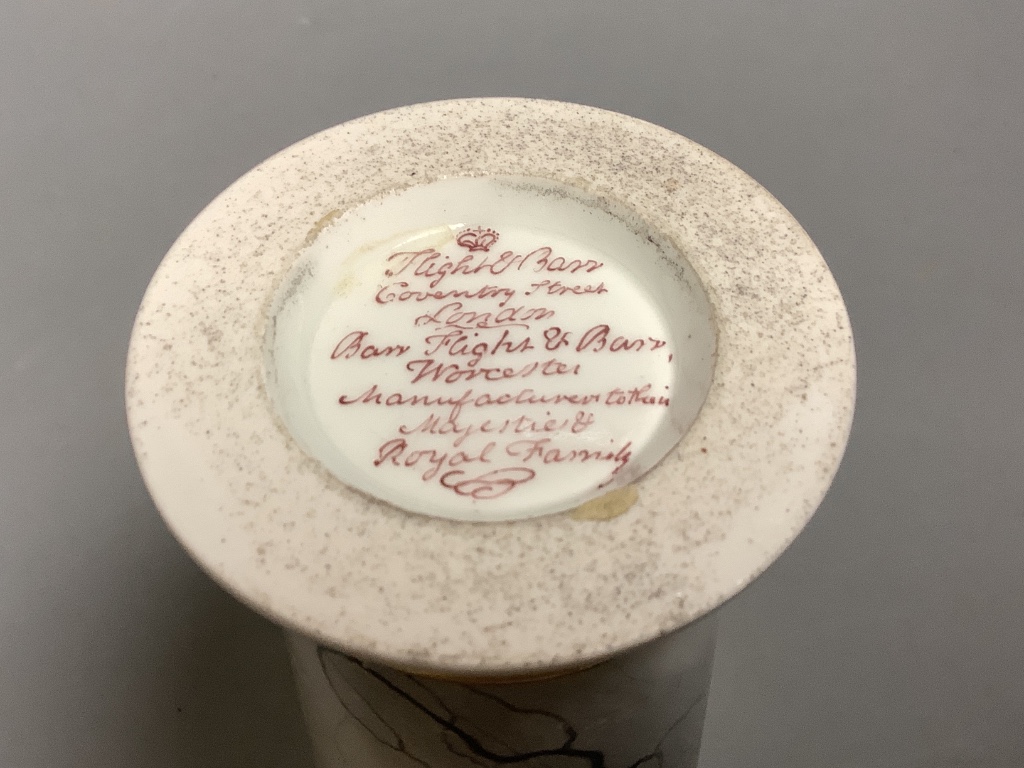 Flight & Barr
Coventry Street
London
Barr Flight & Barr,
Worcester
Manufacturers to their
Majesties &
Royal Family